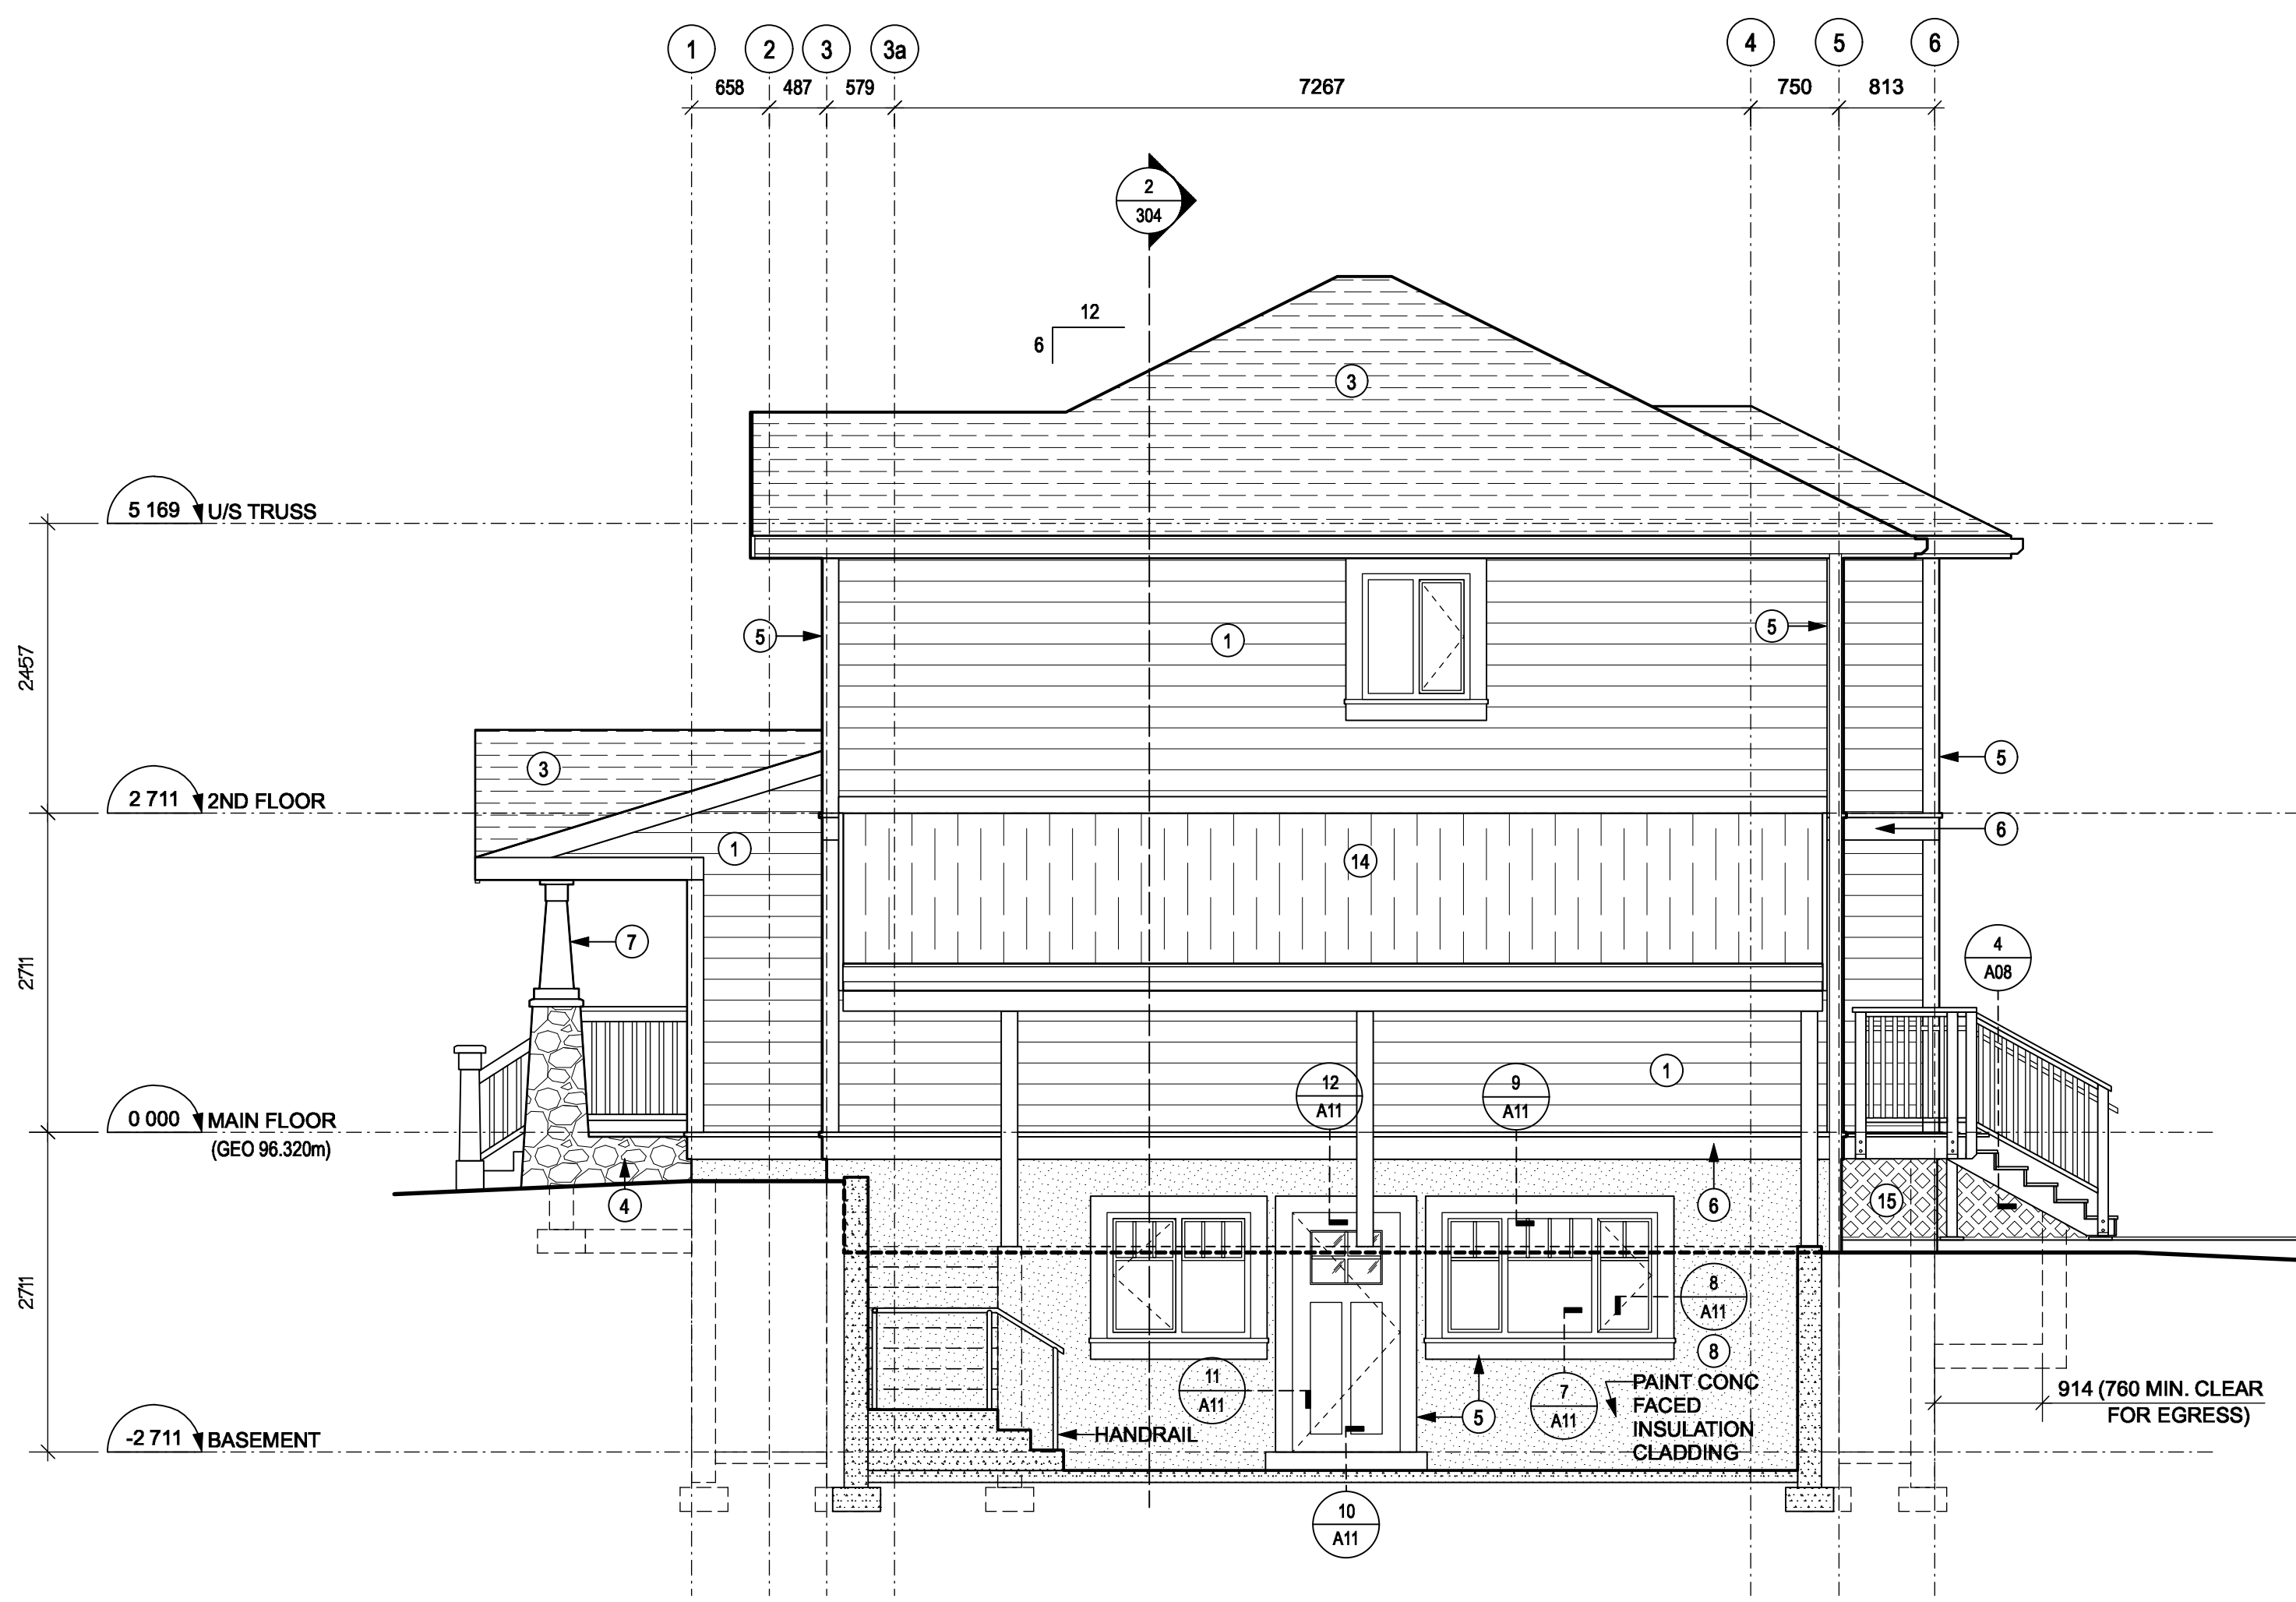 1 2 3 3a 4 5 6
658 487 579 7267 750 813
2
304
12
6
3
5 169 U/S TRUSS
5
1
5
2457
3
5
2 711 2ND FLOOR
6
1
14
7
4
A08
2711
12
A11
9
A11
1
0 000 MAIN FLOOR
(GEO 96.320m)
4
6
15
8
A11
2711
8
11
A11
5
7
A11
PAINT CONC
FACED
INSULATION
CLADDING
914 (760 MIN. CLEAR
FOR EGRESS)
HANDRAIL
-2 711 BASEMENT
10
A11